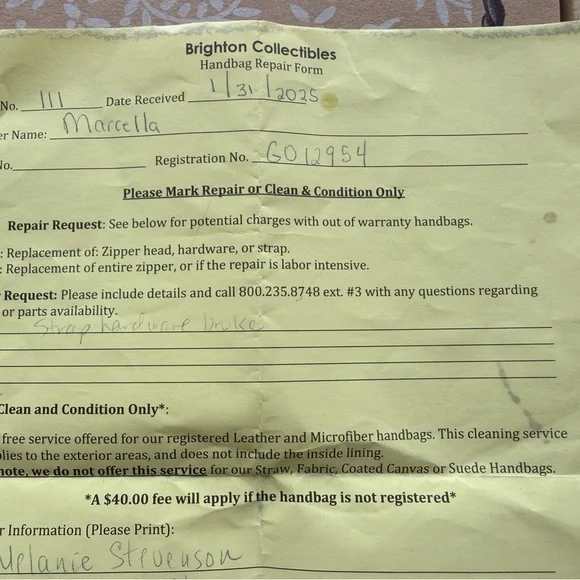 Brighton Collectibles
Handbag Repair Form
No. 111 Date Received 1/31/2025
er Name: Marcella
No. Registration No. G012954
Please Mark Repair or Clean & Condition Only
Repair Request: See below for potential charges with out of warranty handbags.
: Replacement of: Zipper head, hardware, or strap.
: Replacement of entire zipper, or if the repair is labor intensive.
Request: Please include details and call 800.235.8748 ext. #3 with any questions regarding
or parts availability.
Strap hardware broke
Clean and Condition Only*:
free service offered for our registered Leather and Microfiber handbags. This cleaning service
plies to the exterior areas, and does not include the inside lining.
note, we do not offer this service for our Straw, Fabric, Coated Canvas or Suede Handbags.
*A $40.00 fee will apply if the handbag is not registered*
r Information (Please Print):
Melanie Stevenson